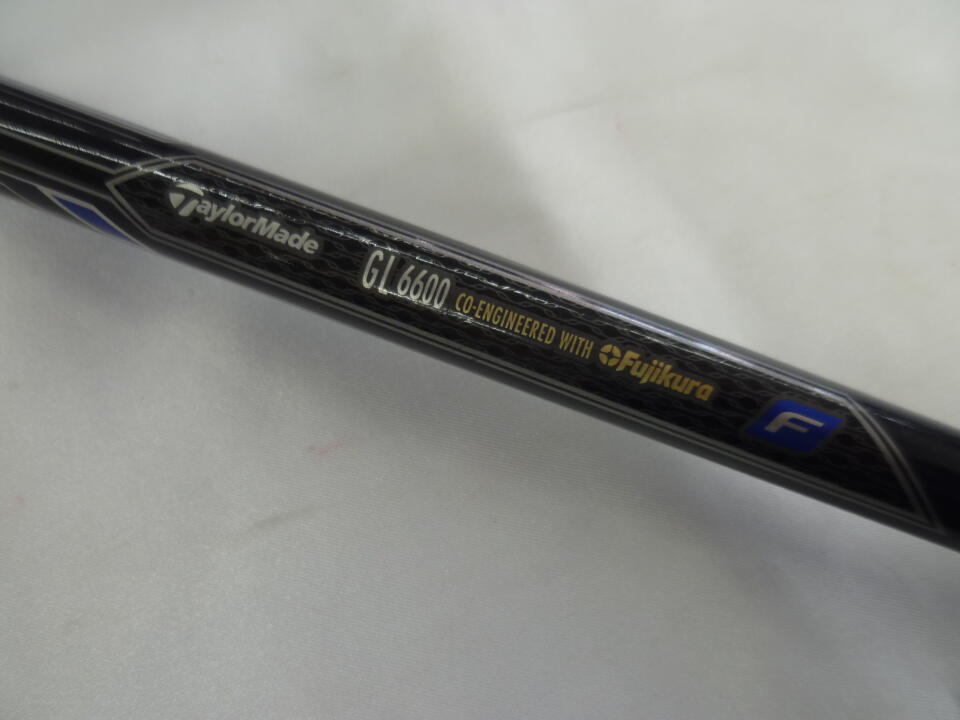 TaylorMade GL6600 CO-ENGINEERED WITH Fujikura F